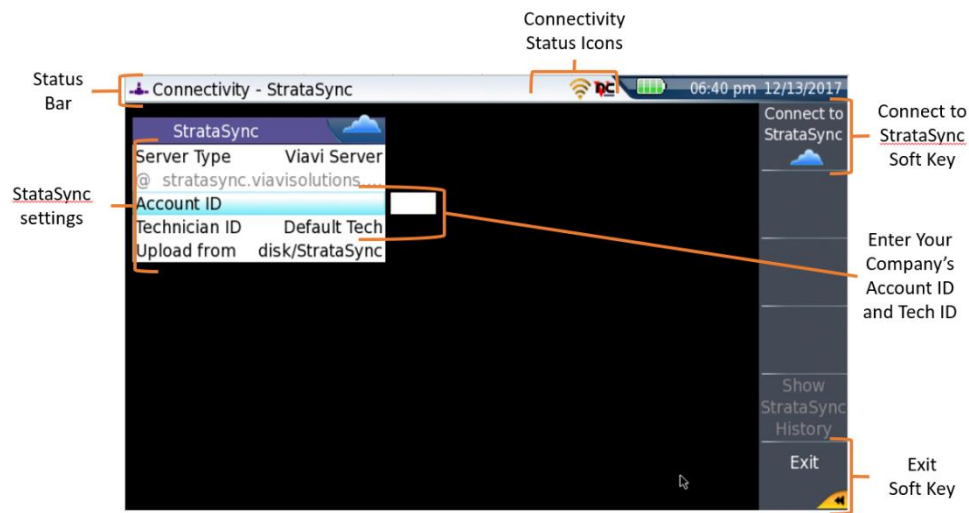 Connectivity
Status Icons
Status
Bar
Connectivity - StrataSync
06:40 pm 12/13/2017
StrataSync
Server Type Viavi Server
@ stratasync.viavisolutions....
Account ID
Technician ID Default Tech
Upload from disk/StrataSync
StataSync
settings
Connect to
StrataSync
Connect to
StrataSync
Soft Key
Enter Your
Company's
Account ID
and Tech ID
Show
StrataSync
History
Exit
Exit
Soft Key